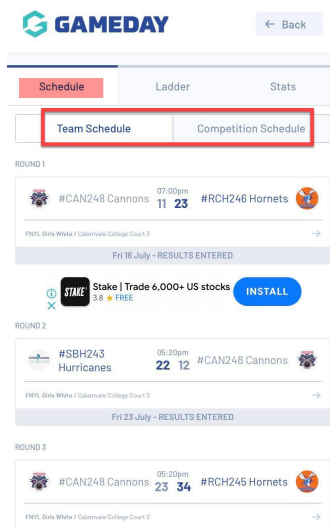 GAMEDAY
← Back
Schedule Ladder Stats
Team Schedule Competition Schedule
ROUND 1
#CAN248 Cannons 07:00pm 11 23 #RCH246 Hornets
FNYL Girls White / Calamvale College Court 3
Fri 16 July - RESULTS ENTERED
STAKE Stake | Trade 6,000+ US stocks
3.8 ★ FREE
INSTALL
ROUND 2
#SBH243 Hurricanes 05:20pm 22 12 #CAN248 Cannons
FNYL Girls White / Calamvale College Court 3
Fri 23 July - RESULTS ENTERED
ROUND 3
#CAN248 Cannons 05:20pm 23 34 #RCH245 Hornets
FNYL Girls White / Calamvale College Court 3